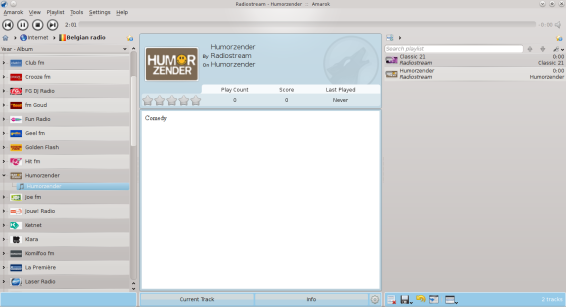 Radiostream - Humorzender :: Amarok
Amarok View Playlist Tools Settings Help
2:01
-0:00
Internet Belgian radio
Year - Album
Club fm
Crooze fm
FG DJ Radio
fm Goud
Fun Radio
Geel fm
Golden Flash
Hit fm
Humorzender
Humorzender
Joe fm
Jouw! Radio
Ketnet
Klara
Komilfoo fm
La Première
Laser Radio
HUMOR
ZENDER
Humorzender
By Radiostream
On Humorzender
Play Count Score Last Played
0 0 Never
Comedy
Current Track Info
Search playlist
Classic 21 0:00
Radiostream Classic 21
Humorzender 0:00
Radiostream Humorzender
2 tracks